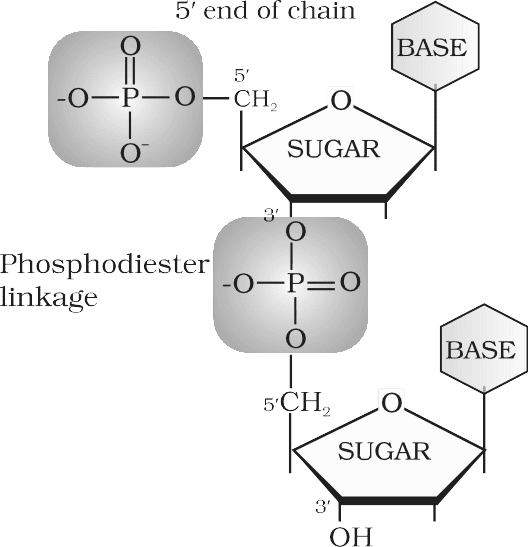 5′ end of chain
BASE
O
-O P O
5′
CH₂
O
O⁻
SUGAR
3′
O
Phosphodiester
-O P O
linkage
O
BASE
5′CH₂
O
SUGAR
3′
OH